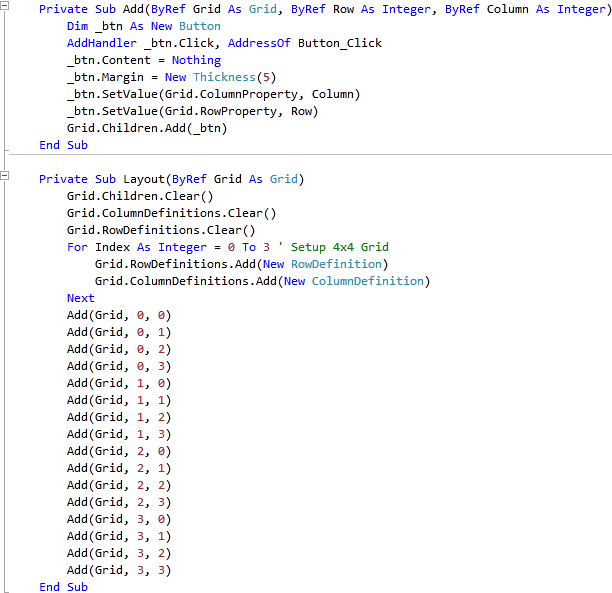 Private Sub Add(ByRef Grid As Grid, ByRef Row As Integer, ByRef Column As Integer)
Dim _btn As New Button
AddHandler _btn.Click, AddressOf Button_Click
_btn.Content = Nothing
_btn.Margin = New Thickness(5)
_btn.SetValue(Grid.ColumnProperty, Column)
_btn.SetValue(Grid.RowProperty, Row)
Grid.Children.Add(_btn)
End Sub
Private Sub Layout(ByRef Grid As Grid)
Grid.Children.Clear()
Grid.ColumnDefinitions.Clear()
Grid.RowDefinitions.Clear()
For Index As Integer = 0 To 3 ' Setup 4x4 Grid
Grid.RowDefinitions.Add(New RowDefinition)
Grid.ColumnDefinitions.Add(New ColumnDefinition)
Next
Add(Grid, 0, 0)
Add(Grid, 0, 1)
Add(Grid, 0, 2)
Add(Grid, 0, 3)
Add(Grid, 1, 0)
Add(Grid, 1, 1)
Add(Grid, 1, 2)
Add(Grid, 1, 3)
Add(Grid, 2, 0)
Add(Grid, 2, 1)
Add(Grid, 2, 2)
Add(Grid, 2, 3)
Add(Grid, 3, 0)
Add(Grid, 3, 1)
Add(Grid, 3, 2)
Add(Grid, 3, 3)
End Sub